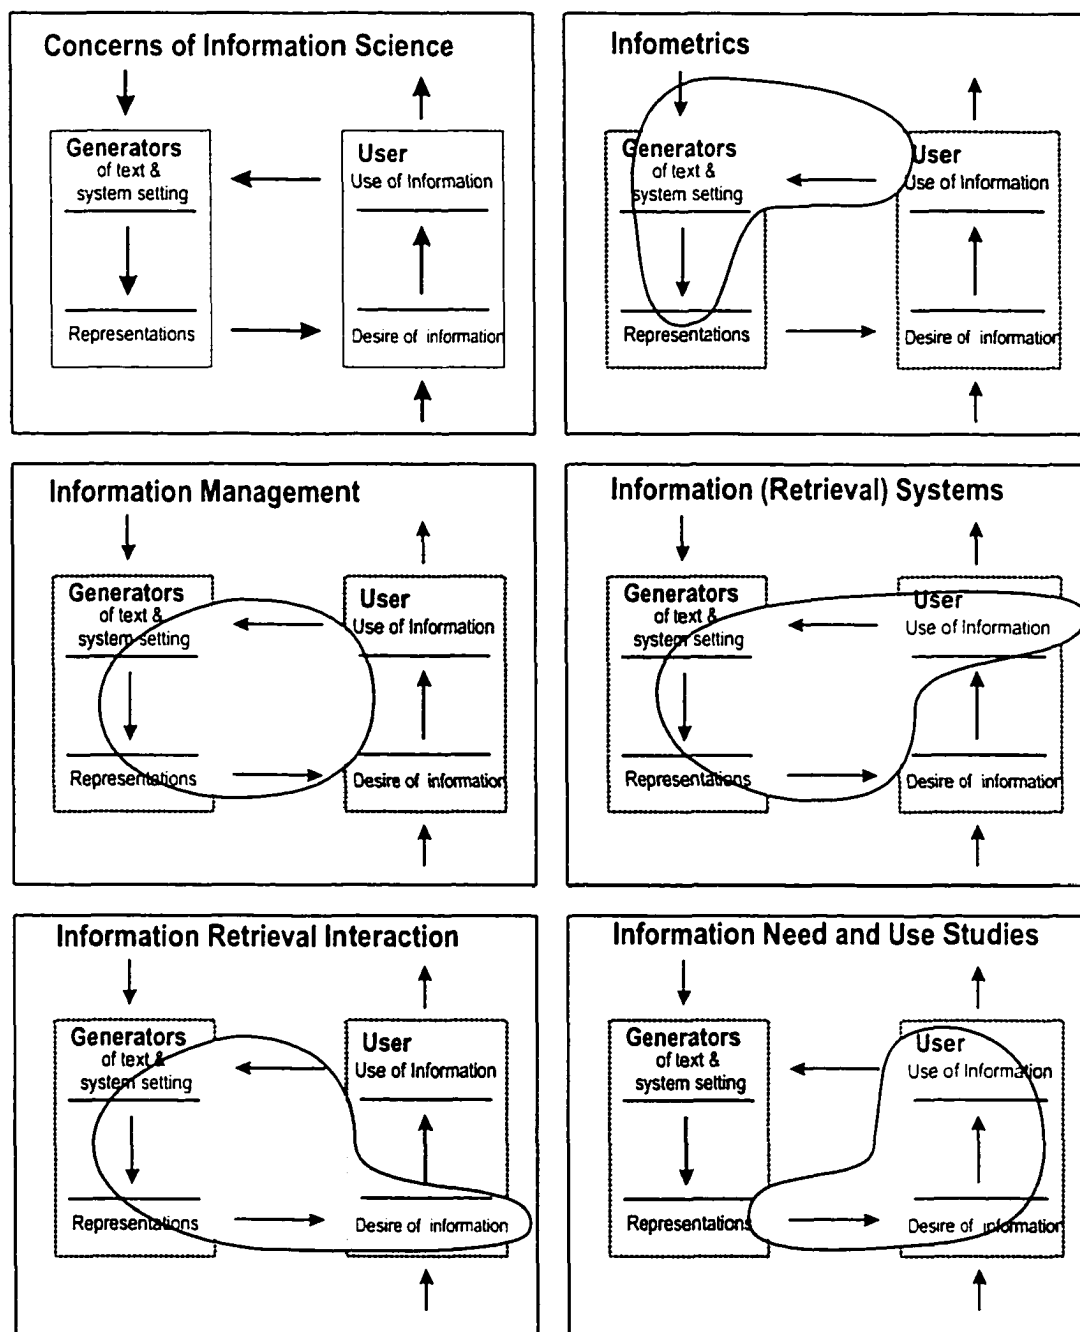 Concerns of Information Science
Generators
of text &
system setting
Representations
User
Use of Information
Desire of information
Infometrics
Generators
of text &
system setting
Representations
User
Use of Information
Desire of information
Information Management
Generators
of text &
system setting
Representations
User
Use of Information
Desire of information
Information (Retrieval) Systems
Generators
of text &
system setting
Representations
User
Use of Information
Desire of information
Information Retrieval Interaction
Generators
of text &
system setting
Representations
User
Use of Information
Desire of information
Information Need and Use Studies
Generators
of text &
system setting
Representations
User
Use of Information
Desire of information